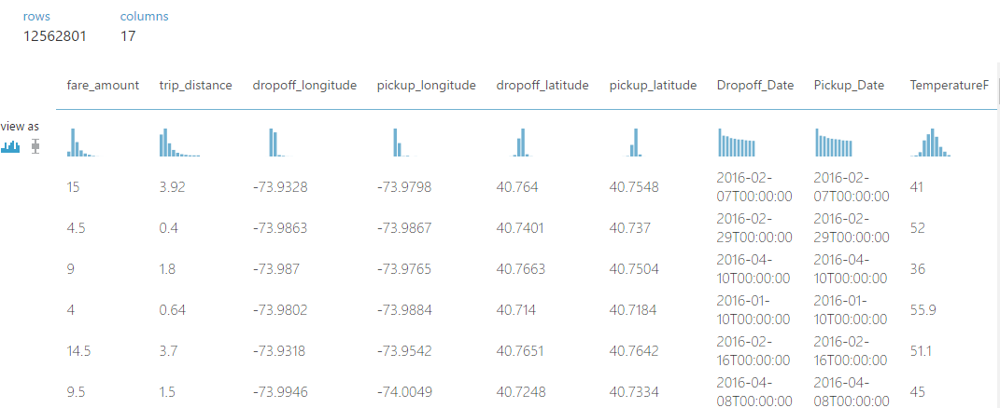 rows columns
12562801 17
fare_amount trip_distance dropoff_longitude pickup_longitude dropoff_latitude pickup_latitude Dropoff_Date Pickup_Date TemperatureF
view as
15 3.92 -73.9328 -73.9798 40.764 40.7548 2016-02-07T00:00:00 2016-02-07T00:00:00 41
4.5 0.4 -73.9863 -73.9867 40.7401 40.737 2016-02-29T00:00:00 2016-02-29T00:00:00 52
9 1.8 -73.987 -73.9765 40.7663 40.7504 2016-04-10T00:00:00 2016-04-10T00:00:00 36
4 0.64 -73.9802 -73.9884 40.714 40.7184 2016-01-10T00:00:00 2016-01-10T00:00:00 55.9
14.5 3.7 -73.9318 -73.9542 40.7651 40.7642 2016-02-16T00:00:00 2016-02-16T00:00:00 51.1
9.5 1.5 -73.9946 -74.0049 40.7248 40.7334 2016-04-08T00:00:00 2016-04-08T00:00:00 45